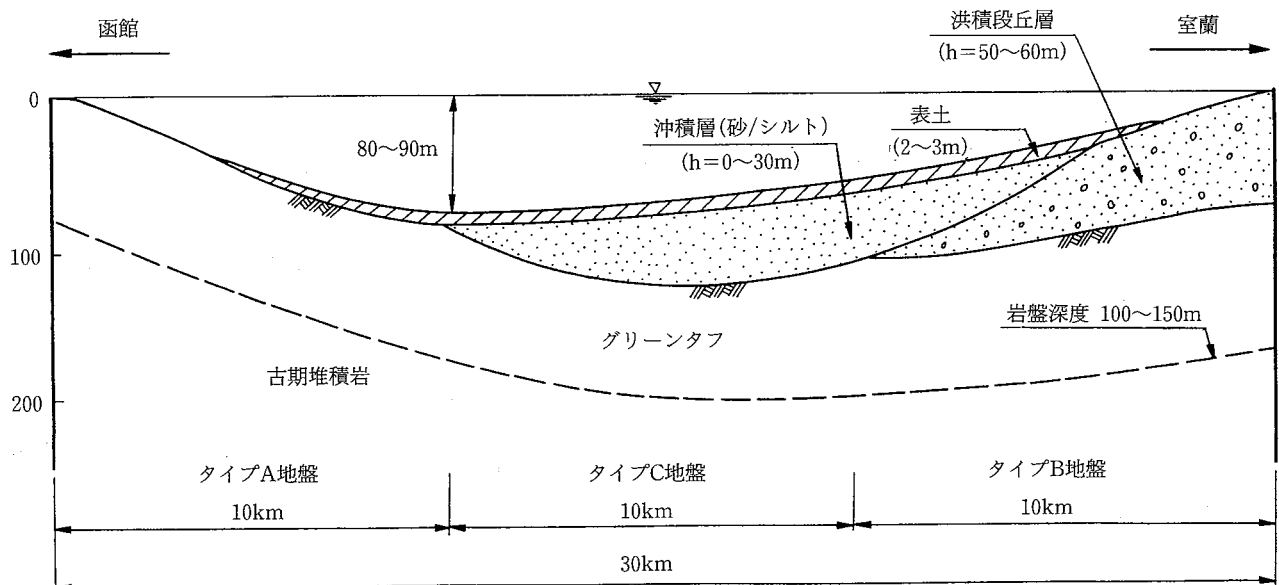 函館
室蘭
洪積段丘層
(h=50〜60m)
0
80〜90m
沖積層(砂/シルト)
(h=0〜30m)
表土
(2〜3m)
100
岩盤深度 100〜150m
グリーンタフ
古期堆積岩
200
タイプA地盤
タイプC地盤
タイプB地盤
10km
10km
10km
30km